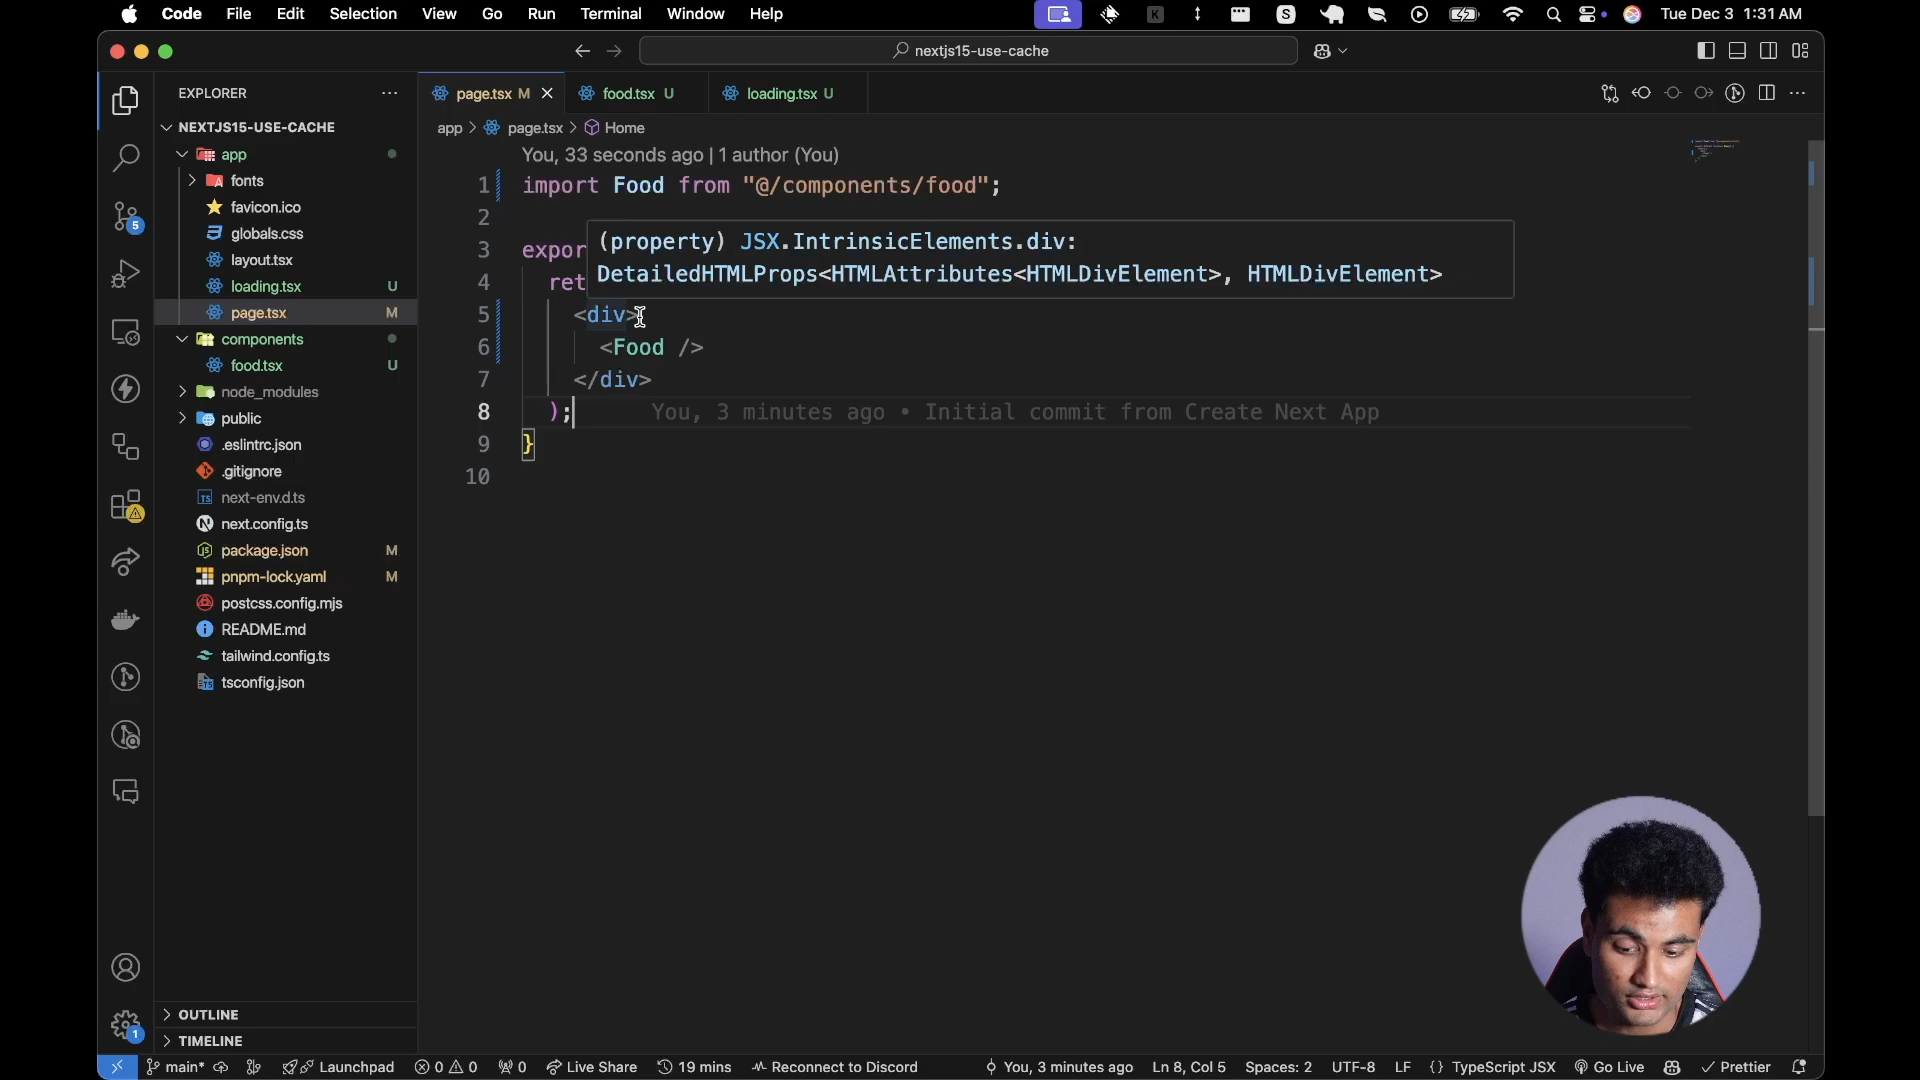 Code File Edit Selection View Go Run Terminal Window Help
K S Tue Dec 3 1:31 AM
nextjs15-use-cache
EXPLORER
page.tsx M
food.tsx U
loading.tsx U
NEXTJS15-USE-CACHE
app
fonts
favicon.ico
globals.css
layout.tsx
loading.tsx U
page.tsx M
components
food.tsx U
node_modules
public
.eslintrc.json
.gitignore
next-env.d.ts
next.config.ts
package.json M
pnpm-lock.yaml M
postcss.config.mjs
README.md
tailwind.config.ts
tsconfig.json
OUTLINE
TIMELINE
5
1
app > page.tsx > Home
You, 33 seconds ago | 1 author (You)
1 import Food from "@/components/food";
2
3 expor
(property) JSX.IntrinsicElements.div:
4 ret
DetailedHTMLProps<HTMLAttributes<HTMLDivElement>, HTMLDivElement>
5 <div>
6 <Food />
7 </div>
8 ); You, 3 minutes ago • Initial commit from Create Next App
9 }
10
main* Launchpad 0 0 0 Live Share 19 mins Reconnect to Discord You, 3 minutes ago Ln 8, Col 5 Spaces: 2 UTF-8 LF {} TypeScript JSX Go Live Prettier